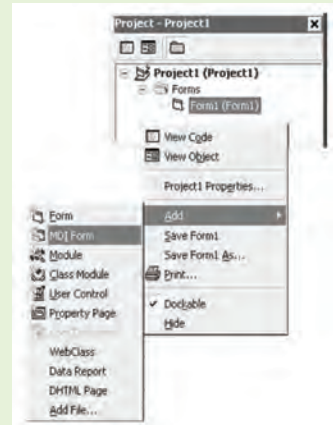 Project - Project1
Project1 (Project1)
Forms
Form1 (Form1)
View Code
View Object
Project1 Properties...
Add
Save Form1
Save Form1 As...
Print...
Dockable
Hide
Form
MDI Form
Module
Class Module
User Control
Property Page
WebClass
Data Report
DHTML Page
Add File...